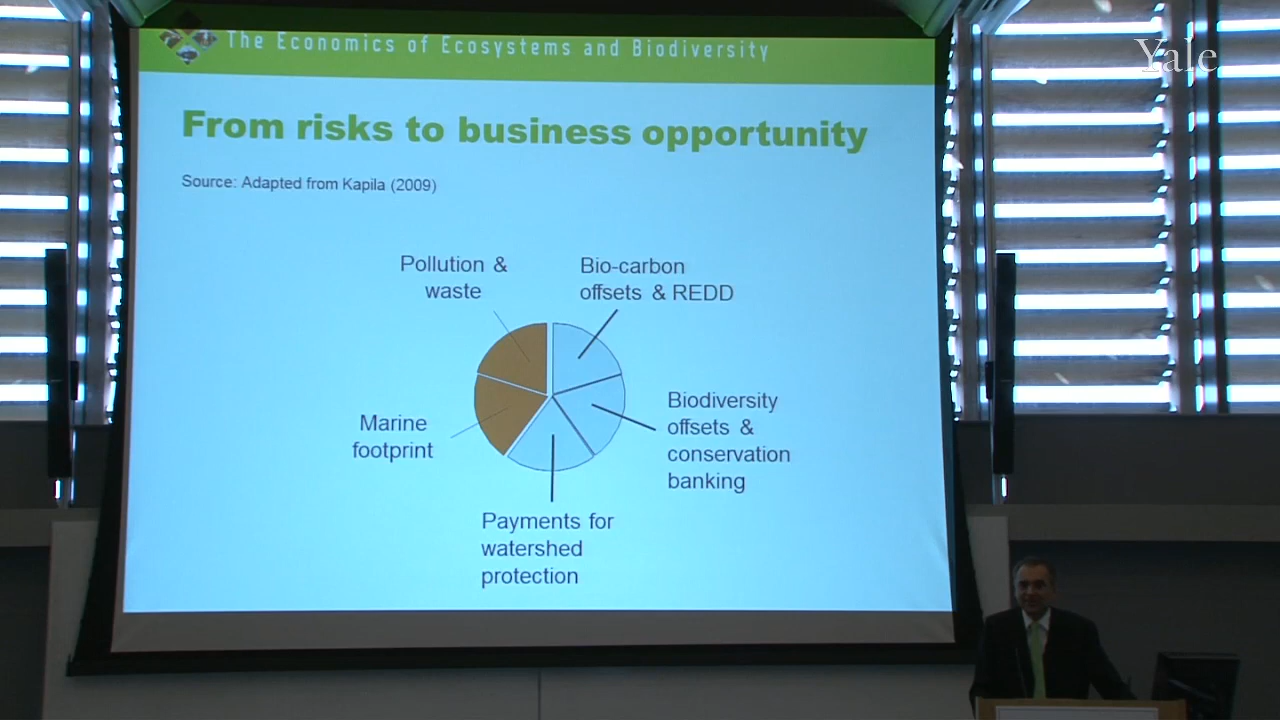 The Economics of Ecosystems and Biodiversity
Yale
From risks to business opportunity
Source: Adapted from Kapila (2009)
Pollution &
waste
Bio-carbon
offsets & REDD
Marine
footprint
Biodiversity
offsets &
conservation
banking
Payments for
watershed
protection